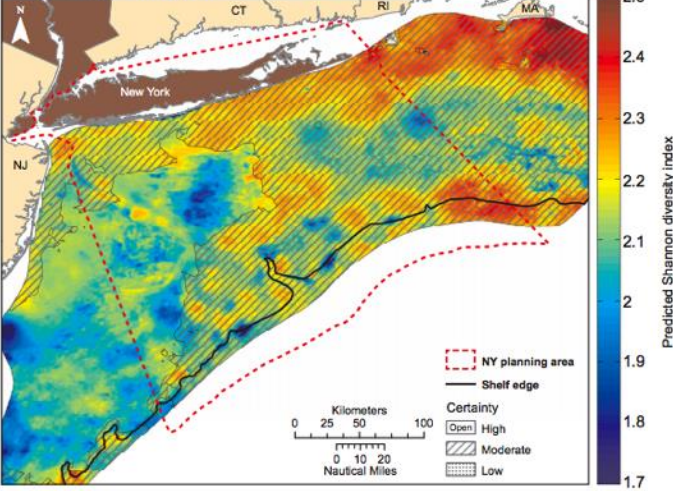 N
CT
RI
MA
New York
NJ
NY planning area
Shelf edge
Certainty
Open High
Moderate
Low
Kilometers
0 25 50 100
0 10 20
Nautical Miles
2.4
2.3
2.2
2.1
2
1.9
1.8
1.7
Predicted Shannon diversity index